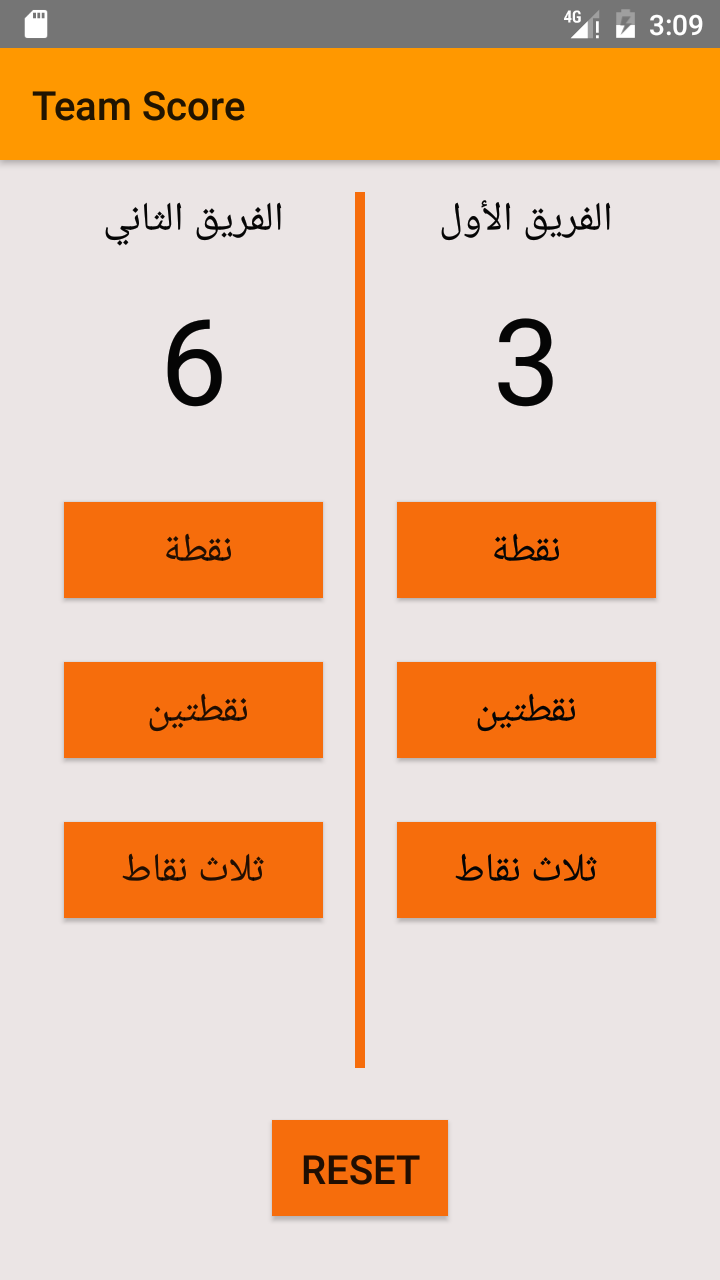 4G 3:09
Team Score
الفريق الأول
3
نقطة
نقطتين
ثلاث نقاط
الفريق الثاني
6
نقطة
نقطتين
ثلاث نقاط
RESET